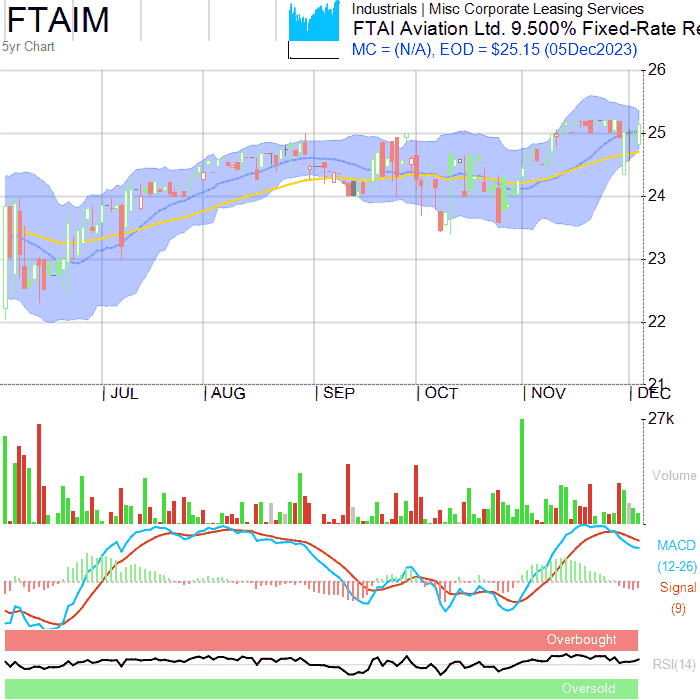 FTAIM
5yr Chart
Industrials | Misc Corporate Leasing Services
FTAI Aviation Ltd. 9.500% Fixed-Rate Re
MC = (N/A), EOD = $25.15 (05Dec2023)
26
25
24
23
22
21
| JUL
| AUG
| SEP
| OCT
| NOV
| DEC
27k
Volume
MACD
(12-26)
Signal
(9)
Overbought
RSI(14)
Oversold